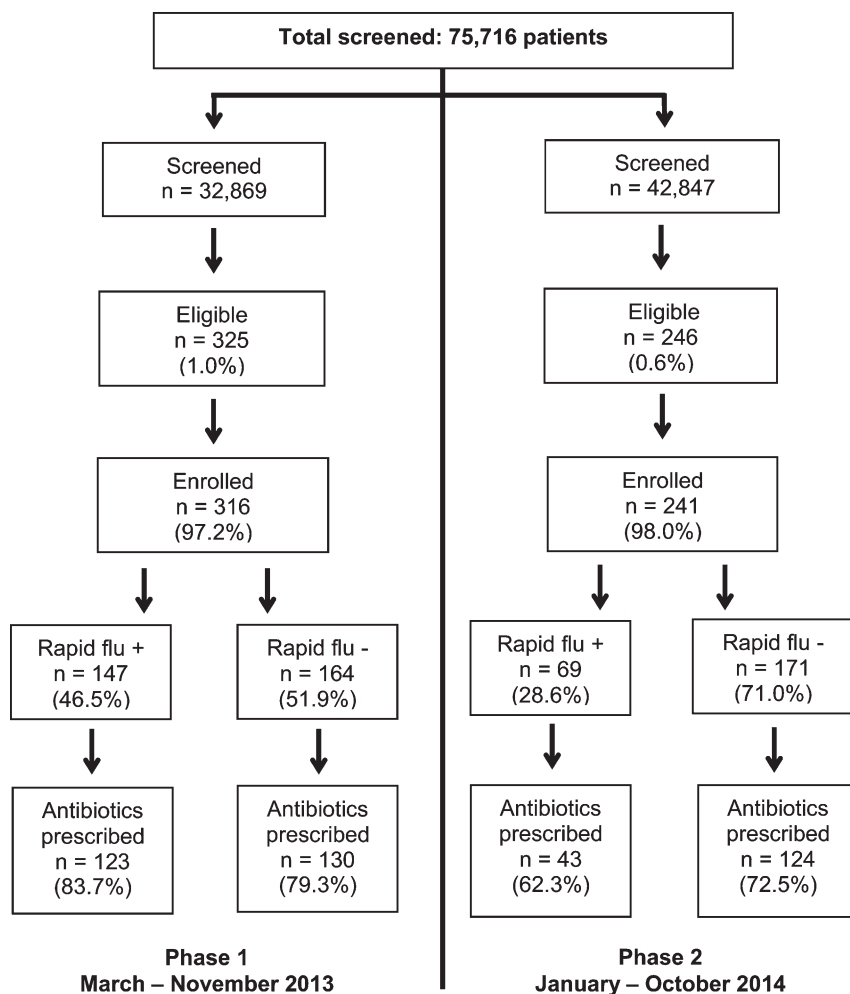 Total screened: 75,716 patients
Screened
n = 32,869
Eligible
n = 325
(1.0%)
Enrolled
n = 316
(97.2%)
Rapid flu +
n = 147
(46.5%)
Rapid flu -
n = 164
(51.9%)
Antibiotics
prescribed
n = 123
(83.7%)
Antibiotics
prescribed
n = 130
(79.3%)
Phase 1
March – November 2013
Screened
n = 42,847
Eligible
n = 246
(0.6%)
Enrolled
n = 241
(98.0%)
Rapid flu +
n = 69
(28.6%)
Rapid flu -
n = 171
(71.0%)
Antibiotics
prescribed
n = 43
(62.3%)
Antibiotics
prescribed
n = 124
(72.5%)
Phase 2
January – October 2014